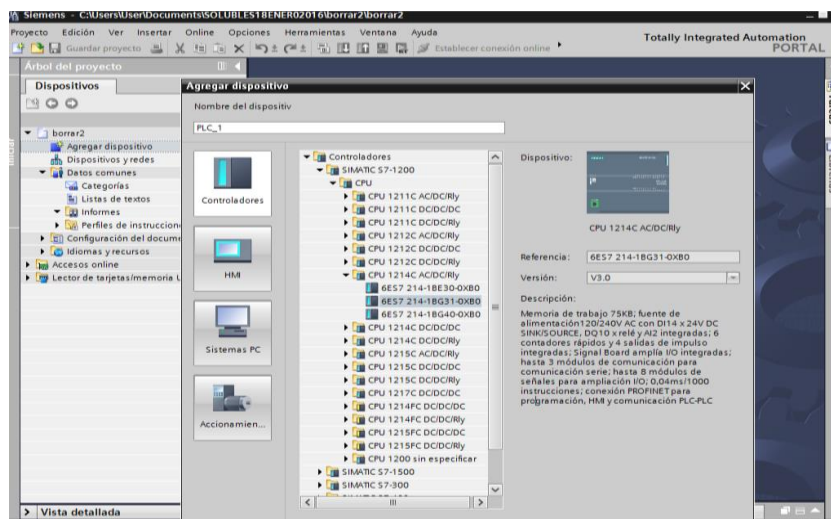 Siemens - C:\Users\User\Documents\SOLUBLES18ENERO2016\borrar2\borrar2
royecto Edición Ver Insertar Online Opciones Herramientas Ventana Ayuda
Guardar proyecto Establecer conexión online
Totally Integrated Automation
PORTAL
Árbol del proyecto
Dispositivos
borrar2
Agregar dispositivo
Dispositivos y redes
Datos comunes
Categorías
Listas de textos
Informes
Perfiles de instruccion
Configuración del docume
Idiomas y recursos
Accesos online
Lector de tarjetas/memoria U
Vista detallada
Agregar dispositivo
Nombre del dispositiv
PLC_1
Controladores
HMI
Sistemas PC
Accionamien...
Controladores
SIMATIC S7-1200
CPU
CPU 1211C AC/DC/Rly
CPU 1211C DC/DC/DC
CPU 1211C DC/DC/Rly
CPU 1212C AC/DC/Rly
CPU 1212C DC/DC/DC
CPU 1212C DC/DC/Rly
CPU 1214C AC/DC/Rly
6ES7 214-1BE30-0XB0
6ES7 214-1BG31-0XB0
6ES7 214-1BG40-0XB0
CPU 1214C DC/DC/DC
CPU 1214C DC/DC/Rly
CPU 1215C AC/DC/Rly
CPU 1215C DC/DC/DC
CPU 1215C DC/DC/Rly
CPU 1217C DC/DC/DC
CPU 1214FC DC/DC/DC
CPU 1214FC DC/DC/Rly
CPU 1215FC DC/DC/DC
CPU 1215FC DC/DC/Rly
CPU 1200 sin especificar
SIMATIC S7-1500
SIMATIC S7-300
Dispositivo:
CPU 1214C AC/DC/Rly
Referencia: 6ES7 214-1BG31-0XB0
Versión: V3.0
Descripción:
Memoria de trabajo 75KB; fuente de
alimentación120/240V AC con DI14 x 24V DC
SINK/SOURCE, DQ10 x relé y AI2 integradas; 6
contadores rápidos y 4 salidas de impulso
integradas; Signal Board amplía I/O integradas;
hasta 3 módulos de comunicación para
comunicación serie; hasta 8 módulos de
señales para ampliación I/O; 0,04ms/1000
instrucciones; conexión PROFINET para
programación, HMI y comunicación PLC-PLC